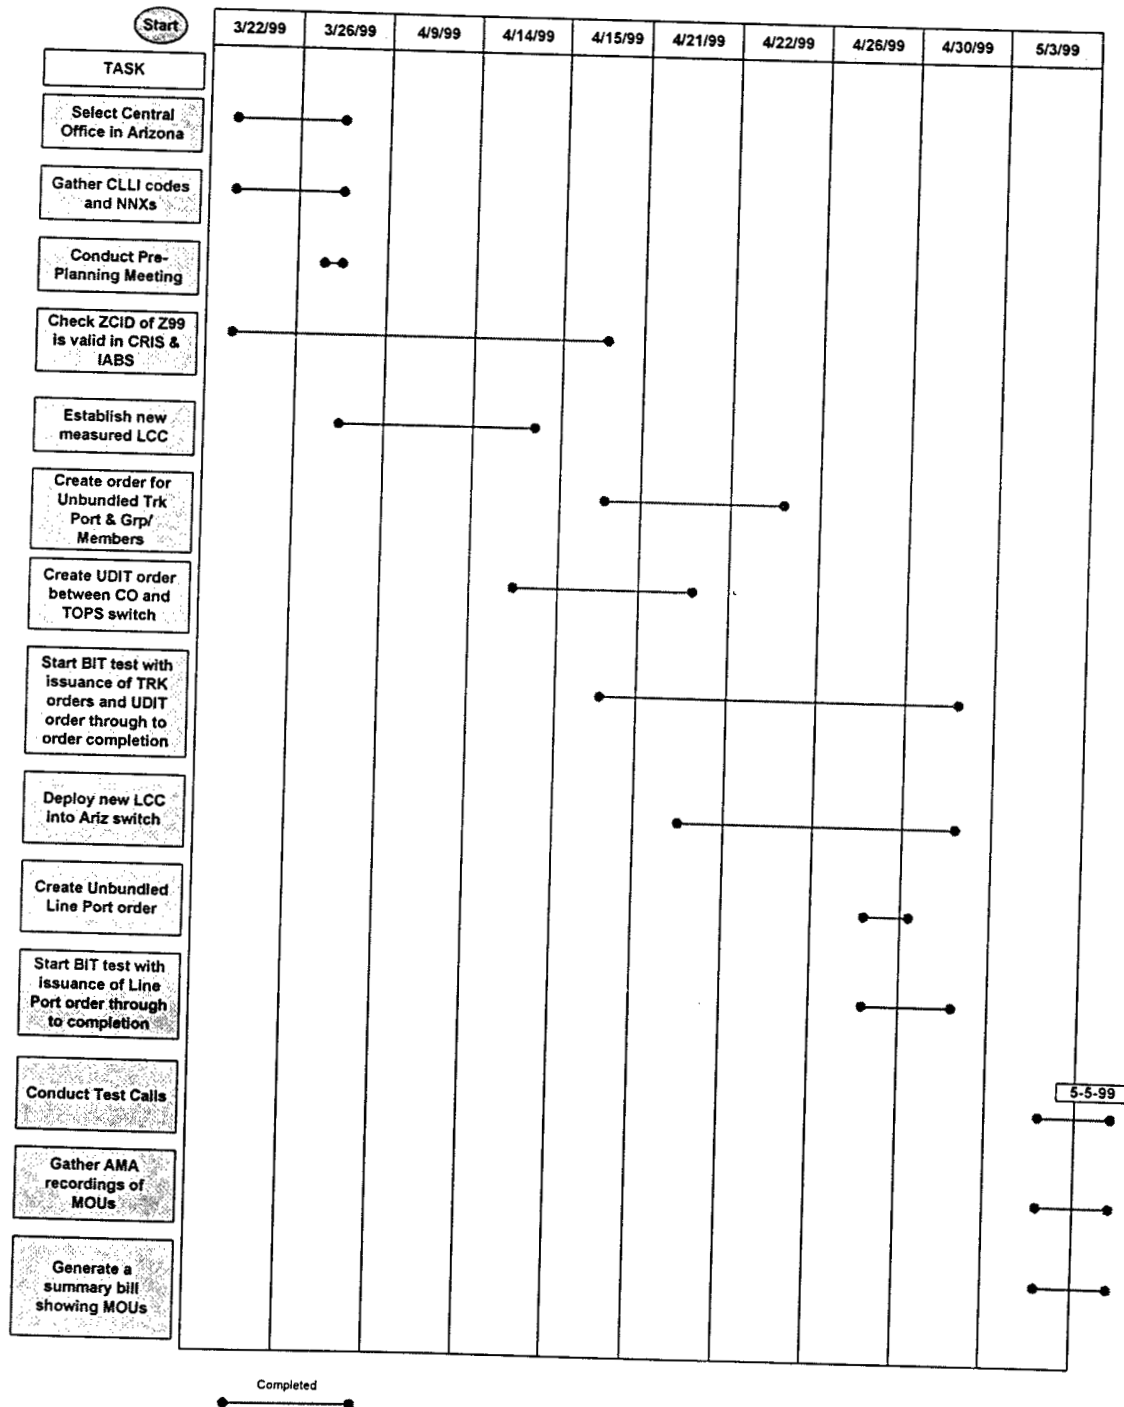 Start
3/22/99 3/26/99 4/9/99 4/14/99 4/15/99 4/21/99 4/22/99 4/26/99 4/30/99 5/3/99
TASK
Select Central
Office in Arizona
Gather CLLI codes
and NNXs
Conduct Pre-
Planning Meeting
Check ZCID of Z99
is valid in CRIS &
IABS
Establish new
measured LCC
Create order for
Unbundled Trk
Port & Grp/
Members
Create UDIT order
between CO and
TOPS switch
Start BIT test with
issuance of TRK
orders and UDIT
order through to
order completion
Deploy new LCC
into Ariz switch
Create Unbundled
Line Port order
Start BIT test with
issuance of Line
Port order through
to completion
Conduct Test Calls
5-5-99
Gather AMA
recordings of
MOUs
Generate a
summary bill
showing MOUs
Completed